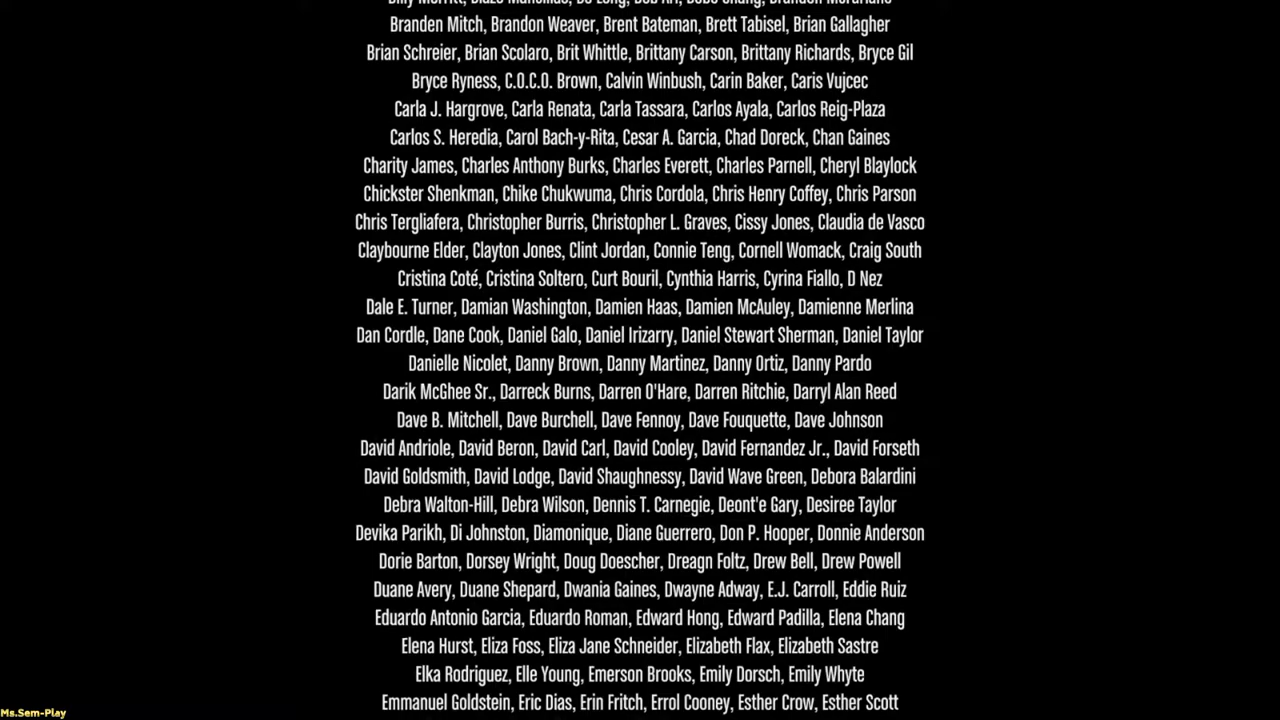 Branden Mitch, Brandon Weaver, Brent Bateman, Brett Tabisel, Brian Gallagher
Brian Schreier, Brian Scolaro, Brit Whittle, Brittany Carson, Brittany Richards, Bryce Gil
Bryce Ryness, C.O.C.O. Brown, Calvin Winbush, Carin Baker, Caris Vujcec
Carla J. Hargrove, Carla Renata, Carla Tassara, Carlos Ayala, Carlos Reig-Plaza
Carlos S. Heredia, Carol Bach-y-Rita, Cesar A. Garcia, Chad Doreck, Chan Gaines
Charity James, Charles Anthony Burks, Charles Everett, Charles Parnell, Cheryl Blaylock
Chickster Shenkman, Chike Chukwuma, Chris Cordola, Chris Henry Coffey, Chris Parson
Chris Tergliafera, Christopher Burris, Christopher L. Graves, Cissy Jones, Claudia de Vasco
Claybourne Elder, Clayton Jones, Clint Jordan, Connie Teng, Cornell Womack, Craig South
Cristina Coté, Cristina Soltero, Curt Bouril, Cynthia Harris, Cyrina Fiallo, D Nez
Dale E. Turner, Damian Washington, Damien Haas, Damien McAuley, Damienne Merlina
Dan Cordle, Dane Cook, Daniel Galo, Daniel Irizarry, Daniel Stewart Sherman, Daniel Taylor
Danielle Nicolet, Danny Brown, Danny Martinez, Danny Ortiz, Danny Pardo
Darik McGhee Sr., Darreck Burns, Darren O'Hare, Darren Ritchie, Darryl Alan Reed
Dave B. Mitchell, Dave Burchell, Dave Fennoy, Dave Fouquette, Dave Johnson
David Andriole, David Beron, David Carl, David Cooley, David Fernandez Jr., David Forseth
David Goldsmith, David Lodge, David Shaughnessy, David Wave Green, Debora Balardini
Debra Walton-Hill, Debra Wilson, Dennis T. Carnegie, Deont'e Gary, Desiree Taylor
Devika Parikh, Di Johnston, Diamonique, Diane Guerrero, Don P. Hooper, Donnie Anderson
Dorie Barton, Dorsey Wright, Doug Doescher, Dreagn Foltz, Drew Bell, Drew Powell
Duane Avery, Duane Shepard, Dwania Gaines, Dwayne Adway, E.J. Carroll, Eddie Ruiz
Eduardo Antonio Garcia, Eduardo Roman, Edward Hong, Edward Padilla, Elena Chang
Elena Hurst, Eliza Foss, Eliza Jane Schneider, Elizabeth Flax, Elizabeth Sastre
Elka Rodriguez, Elle Young, Emerson Brooks, Emily Dorsch, Emily Whyte
Emmanuel Goldstein, Eric Dias, Erin Fritch, Errol Cooney, Esther Crow, Esther Scott
Ms.Sem-Play